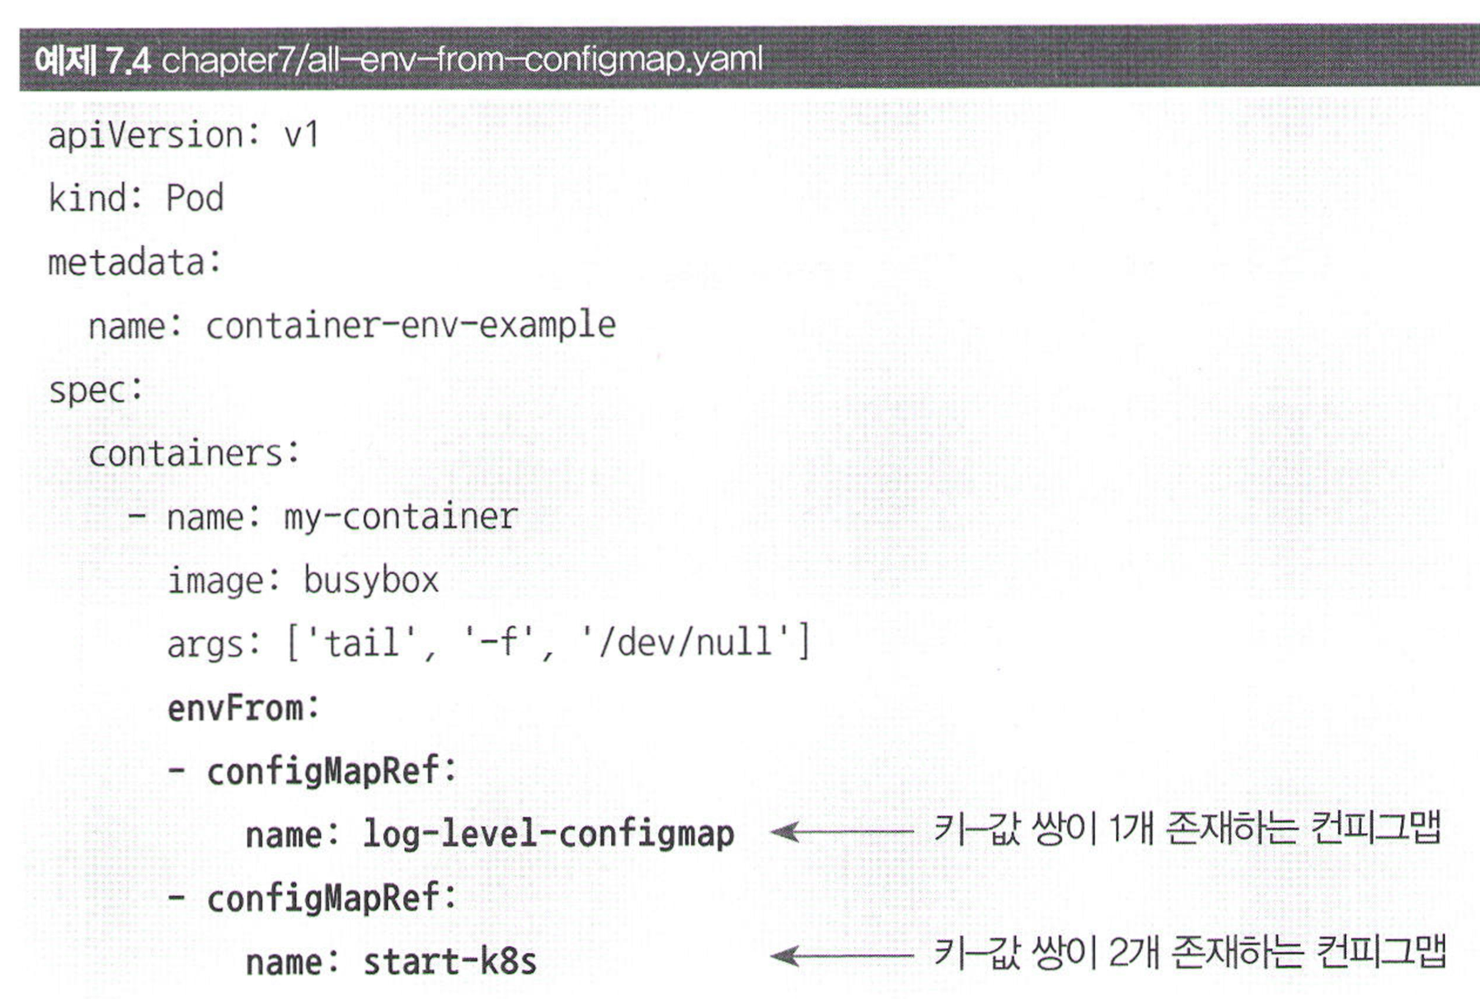 예제 7.4 chapter7/all-env-from-configmap.yaml
apiVersion: v1
kind: Pod
metadata:
  name: container-env-example
spec:
  containers:
    - name: my-container
      image: busybox
      args: ['tail', '-f', '/dev/null']
      envFrom:
      - configMapRef:
          name: log-level-configmap ← 키-값 쌍이 1개 존재하는 컨피그맵
      - configMapRef:
          name: start-k8s ← 키-값 쌍이 2개 존재하는 컨피그맵